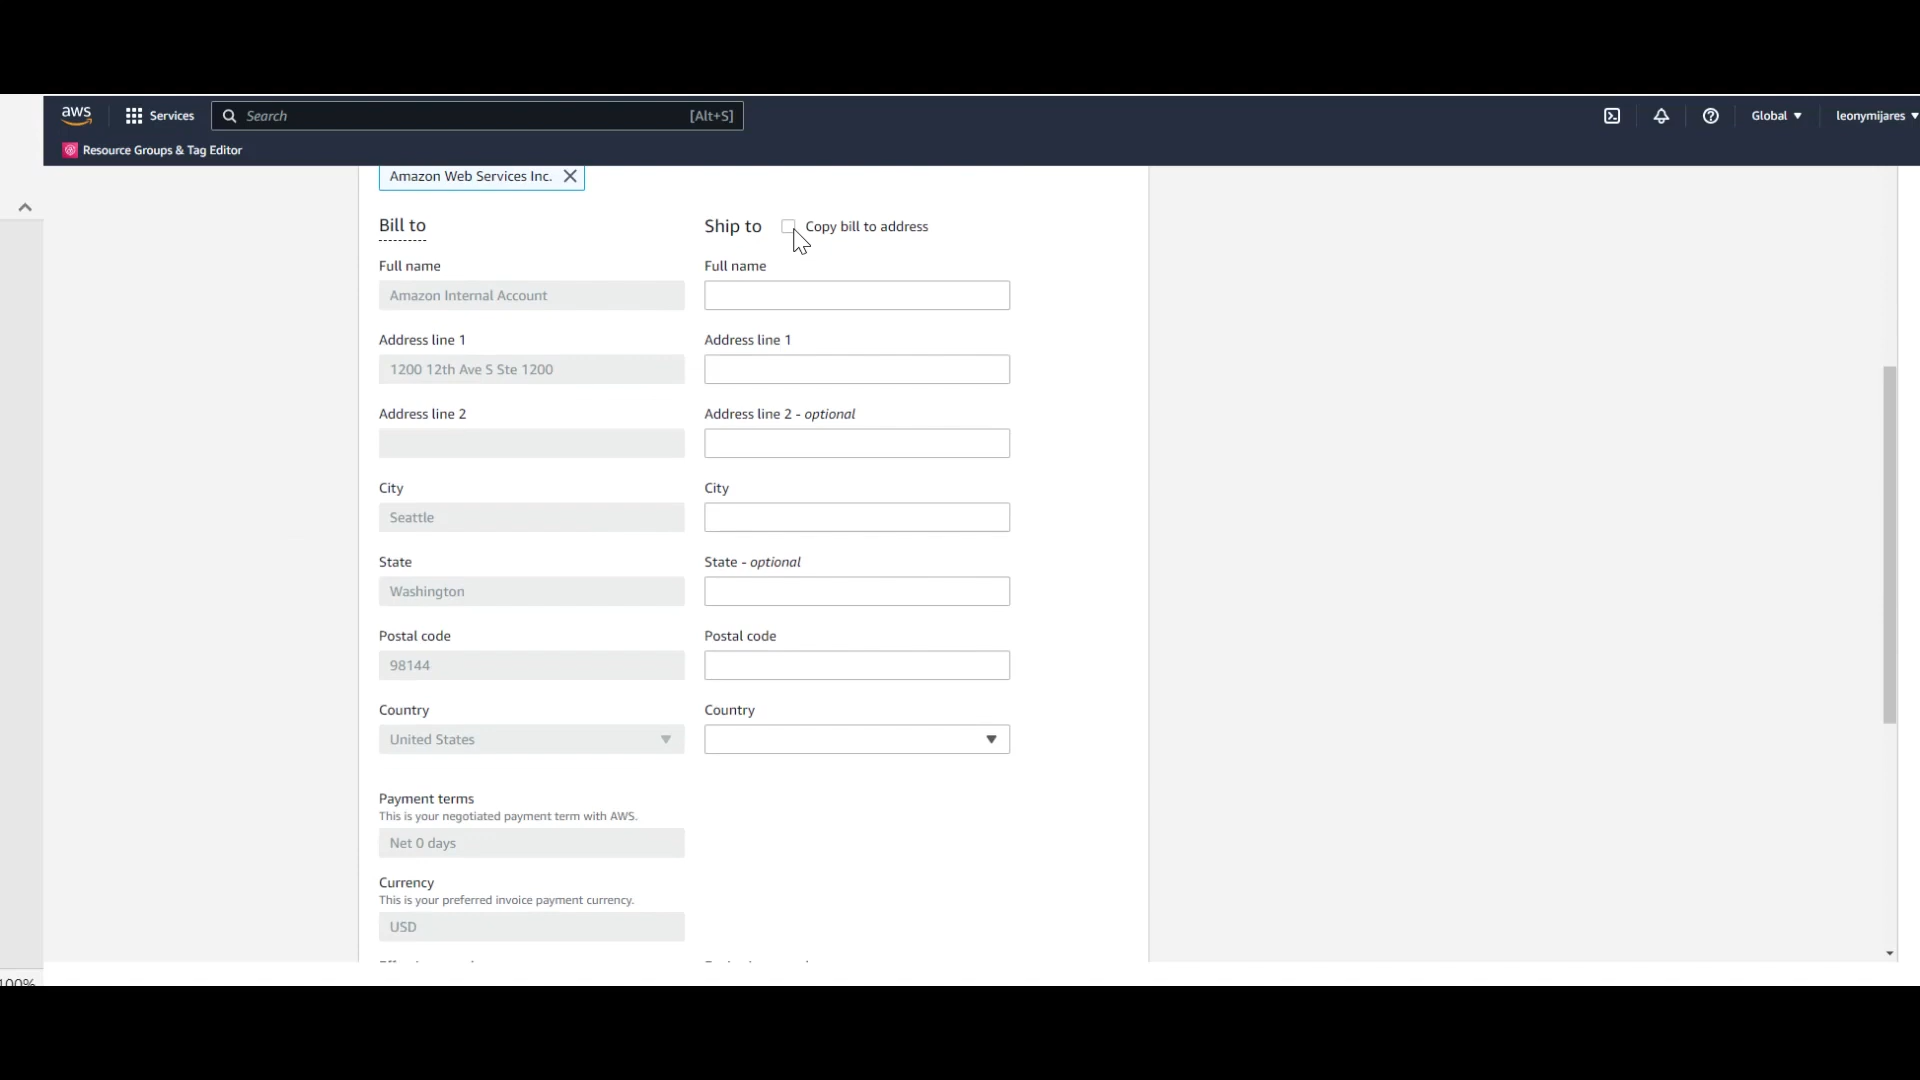 aws
Services
Search
[Alt+S]
Global
leonymijares
Resource Groups & Tag Editor
Amazon Web Services Inc.
Bill to
Ship to
Copy bill to address
Full name
Full name
Amazon Internal Account
Address line 1
Address line 1
1200 12th Ave S Ste 1200
Address line 2
Address line 2 - optional
City
City
Seattle
State
State - optional
Washington
Postal code
Postal code
98144
Country
Country
United States
Payment terms
This is your negotiated payment term with AWS.
Net 0 days
Currency
This is your preferred invoice payment currency.
USD
100%